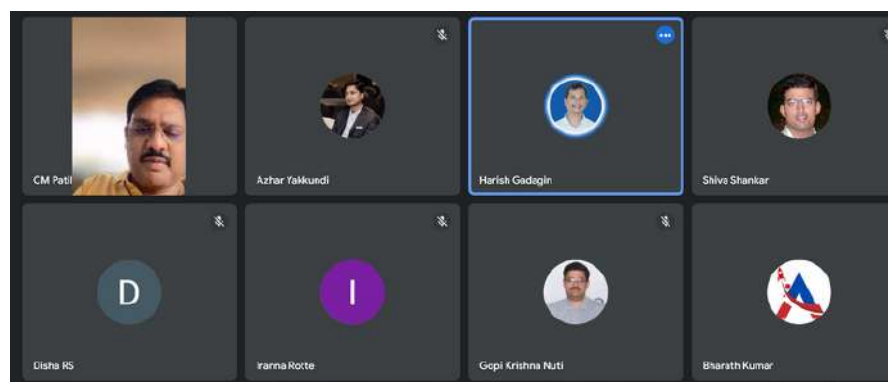 CM Patil
Azhar Yakkundi
Harish Gadagin
Shiva Shankar
D
I
Disha RS
Iranna Rotte
Gopi Krishna Nuti
Bharath Kumar